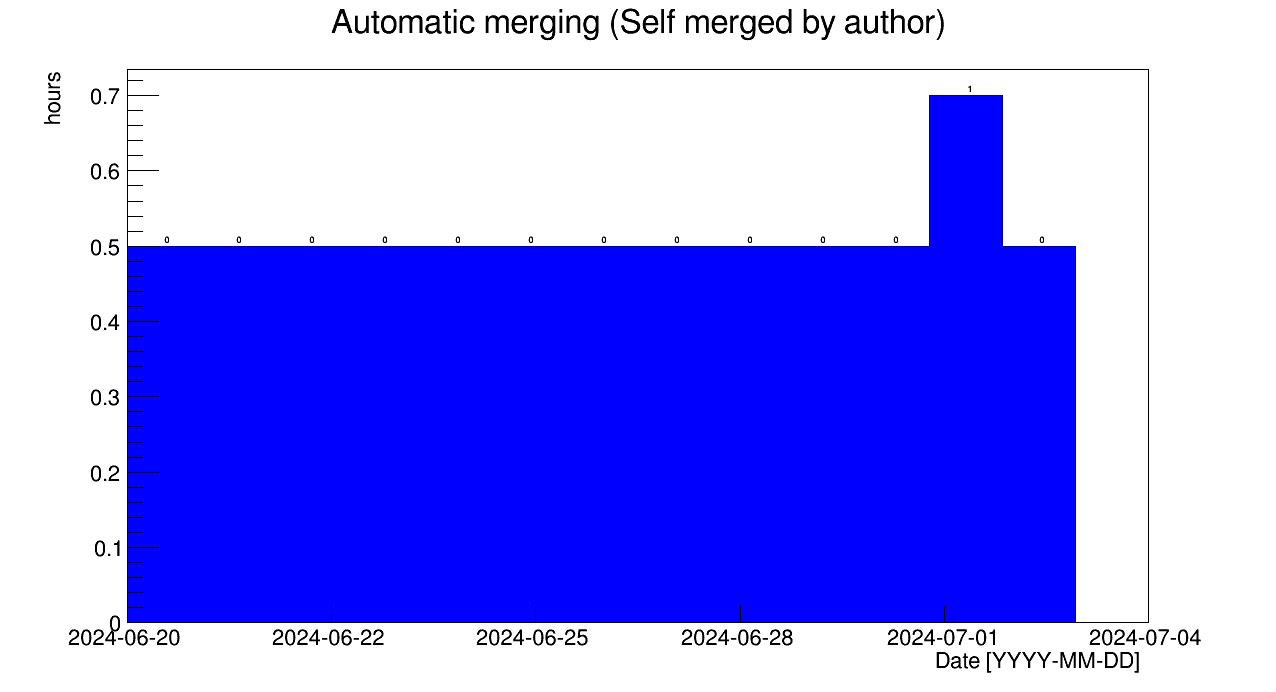 Automatic merging (Self merged by author)
hours
0.7
0.6
0.5
0.4
0.3
0.2
0.1
0
0 0 0 0 0 0 0 0 0 0 0 1 0
2024-06-20 2024-06-22 2024-06-25 2024-06-28 2024-07-01 2024-07-04
Date [YYYY-MM-DD]